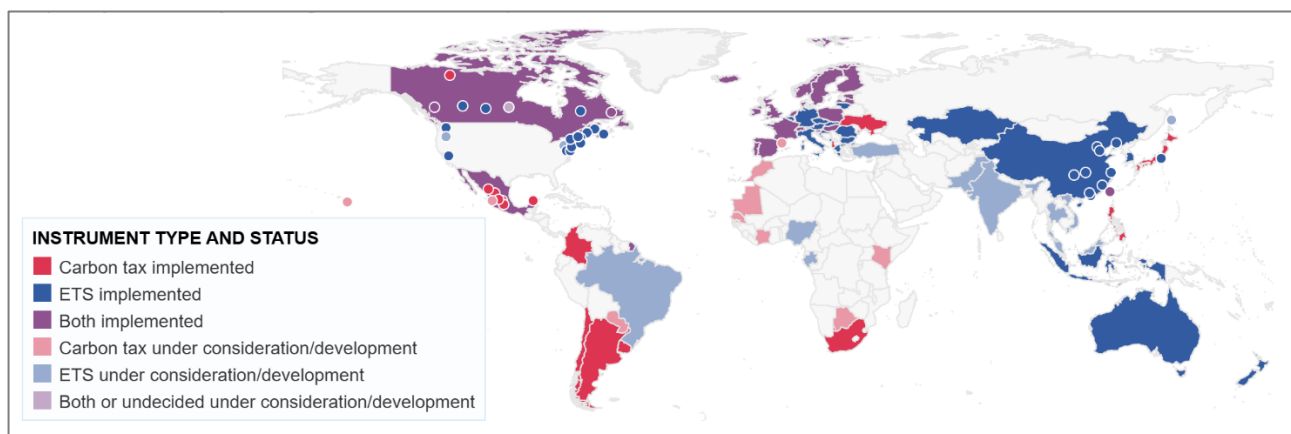 INSTRUMENT TYPE AND STATUS
Carbon tax implemented
ETS implemented
Both implemented
Carbon tax under consideration/development
ETS under consideration/development
Both or undecided under consideration/development